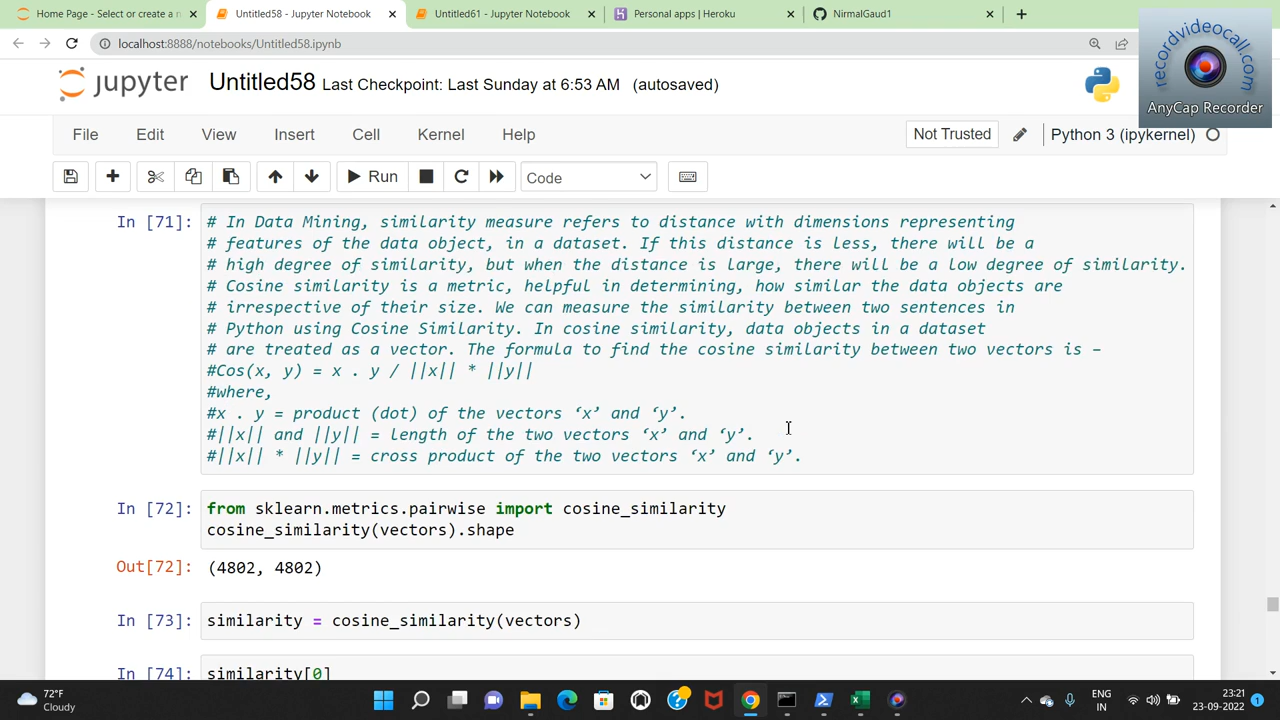 Home Page - Select or create a n
Untitled58 - Jupyter Notebook
Untitled61 - Jupyter Notebook
Personal apps | Heroku
NirmalGaud1
localhost:8888/notebooks/Untitled58.ipynb
recordvideocall.com
AnyCap Recorder
jupyter Untitled58 Last Checkpoint: Last Sunday at 6:53 AM (autosaved)
File Edit View Insert Cell Kernel Help
Not Trusted
Python 3 (ipykernel)
Run
Code
In [71]:
# In Data Mining, similarity measure refers to distance with dimensions representing
# features of the data object, in a dataset. If this distance is less, there will be a
# high degree of similarity, but when the distance is large, there will be a low degree of similarity.
# Cosine similarity is a metric, helpful in determining, how similar the data objects are
# irrespective of their size. We can measure the similarity between two sentences in
# Python using Cosine Similarity. In cosine similarity, data objects in a dataset
# are treated as a vector. The formula to find the cosine similarity between two vectors is –
#Cos(x, y) = x . y / ||x|| * ||y||
#where,
#x . y = product (dot) of the vectors ‘x’ and ‘y’.
#||x|| and ||y|| = length of the two vectors ‘x’ and ‘y’.
#||x|| * ||y|| = cross product of the two vectors ‘x’ and ‘y’.
In [72]:
from sklearn.metrics.pairwise import cosine_similarity
cosine_similarity(vectors).shape
Out[72]: (4802, 4802)
In [73]: similarity = cosine_similarity(vectors)
In [74]: similarity[0]
72°F
Cloudy
ENG
IN
23:21
23-09-2022
1